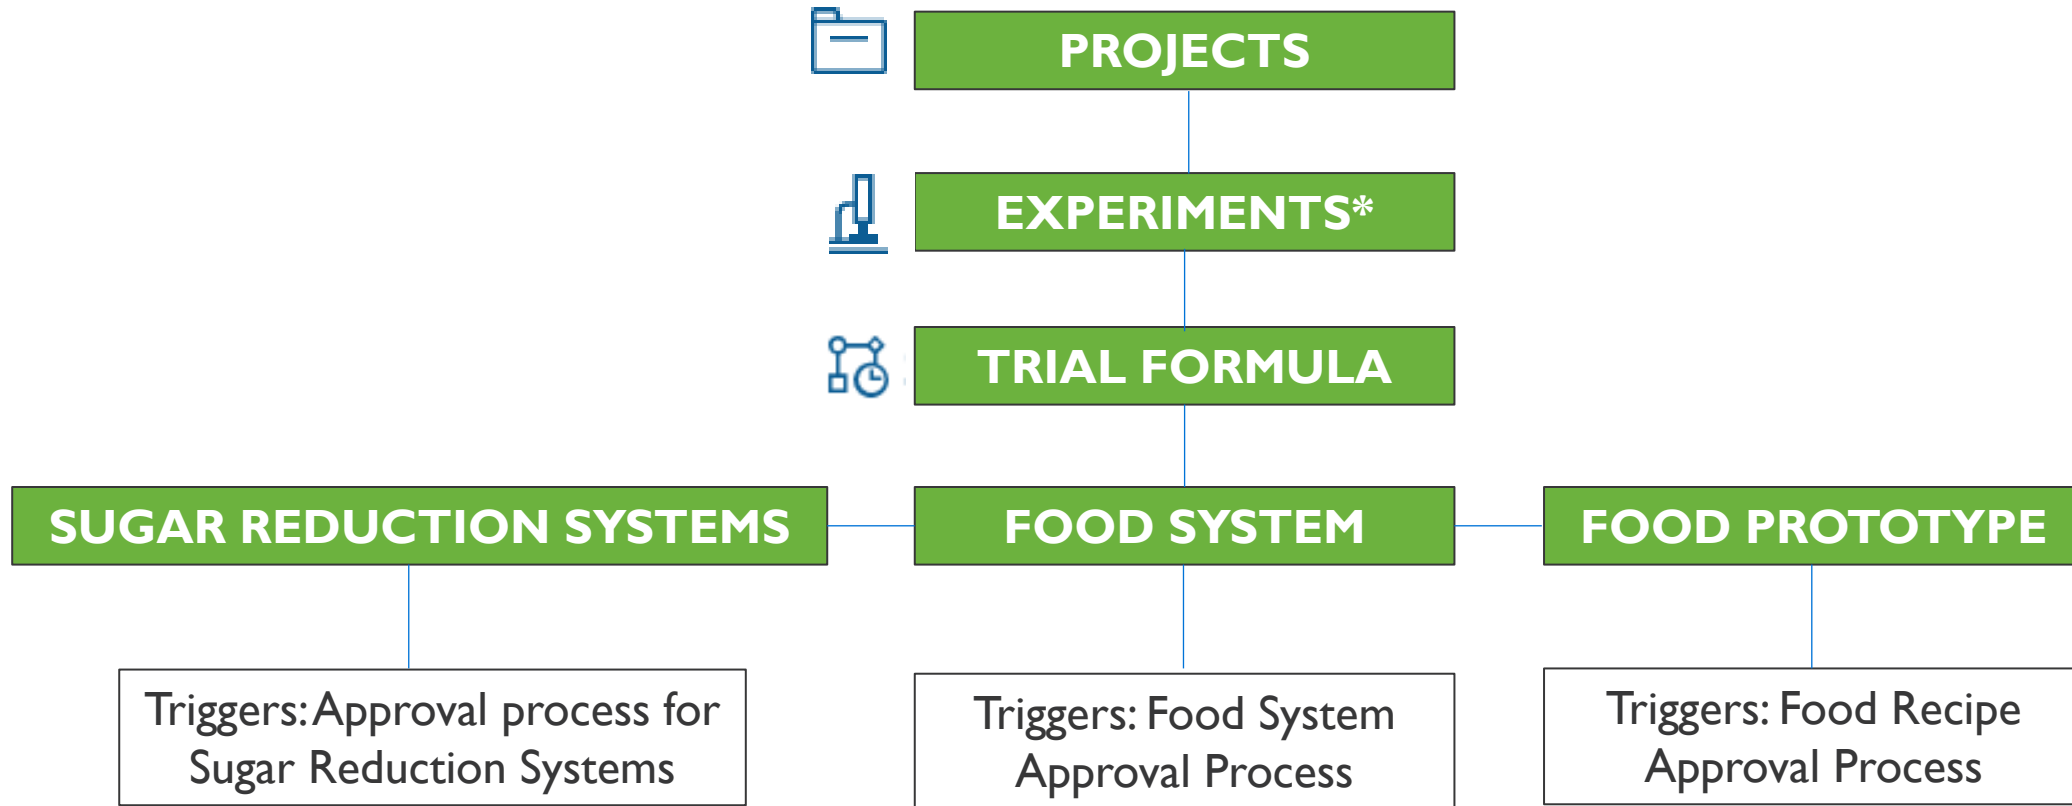 PROJECTS
EXPERIMENTS*
TRIAL FORMULA
SUGAR REDUCTION SYSTEMS
FOOD SYSTEM
FOOD PROTOTYPE
Triggers: Approval process for
Sugar Reduction Systems
Triggers: Food System
Approval Process
Triggers: Food Recipe
Approval Process